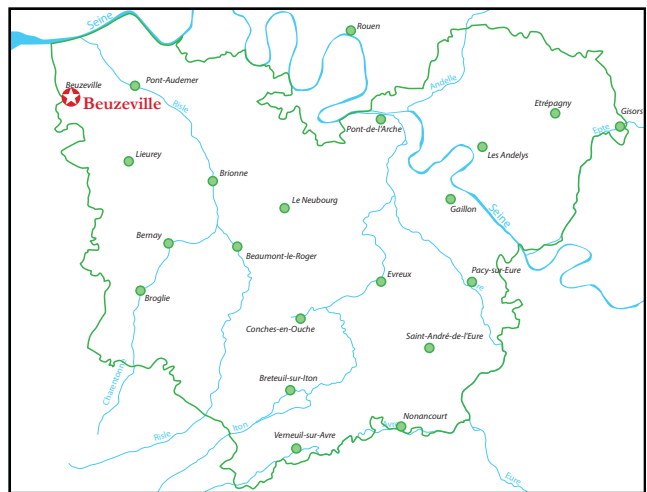 Seine
Rouen
Beuzeville
Pont-Audemer
Andelle
Beuzeville
Risle
Etrépagny
Gisors
Pont-de-l'Arche
Epte
Lieurey
Les Andelys
Brionne
Le Neubourg
Gaillon
Seine
Bernay
Beaumont-le-Roger
Evreux
Pacy-sur-Eure
Broglie
Conches-en-Ouche
Saint-André-de-l'Eure
Charentonne
Breteuil-sur-Iton
Nonancourt
Iton
Risle
Verneuil-sur-Avre
Eure